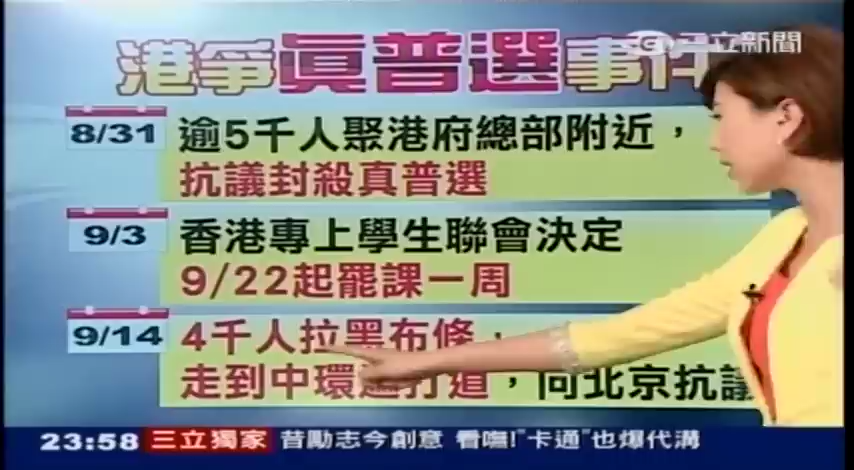 港爭真普選事件
三立新聞
8/31
逾5千人聚港府總部附近，
抗議封殺真普選
9/3
香港專上學生聯會決定
9/22起罷課一周
9/14
4千人拉黑布條，
走到中環遮打道，向北京抗議
23:58 三立獨家 昔勵志今創意 看嘸!"卡通"也爆代溝